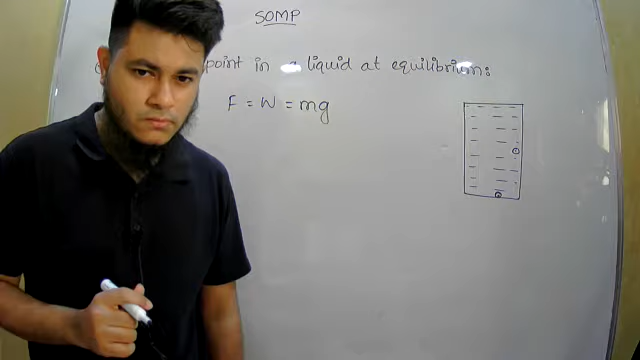 SOMP
point in a liquid at equilibrium:
F = W = mg